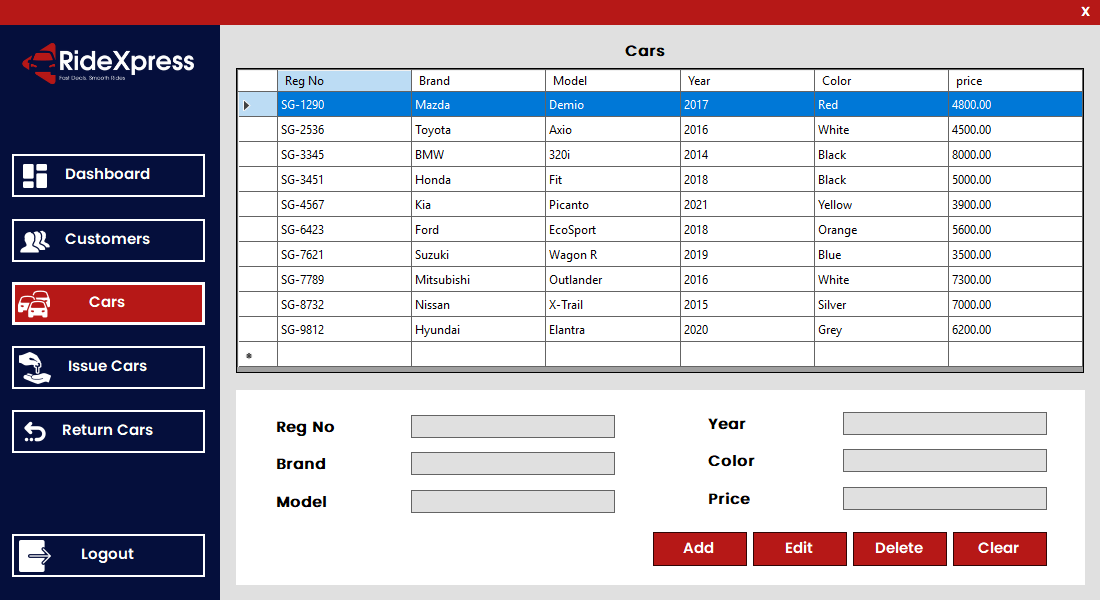 X
RideXpress
Fast Deals. Smooth Rides
Dashboard
Customers
Cars
Issue Cars
Return Cars
Logout
Cars
Reg No Brand Model Year Color price
SG-1290 Mazda Demio 2017 Red 4800.00
SG-2536 Toyota Axio 2016 White 4500.00
SG-3345 BMW 320i 2014 Black 8000.00
SG-3451 Honda Fit 2018 Black 5000.00
SG-4567 Kia Picanto 2021 Yellow 3900.00
SG-6423 Ford EcoSport 2018 Orange 5600.00
SG-7621 Suzuki Wagon R 2019 Blue 3500.00
SG-7789 Mitsubishi Outlander 2016 White 7300.00
SG-8732 Nissan X-Trail 2015 Silver 7000.00
SG-9812 Hyundai Elantra 2020 Grey 6200.00
*
Reg No
Brand
Model
Year
Color
Price
Add Edit Delete Clear